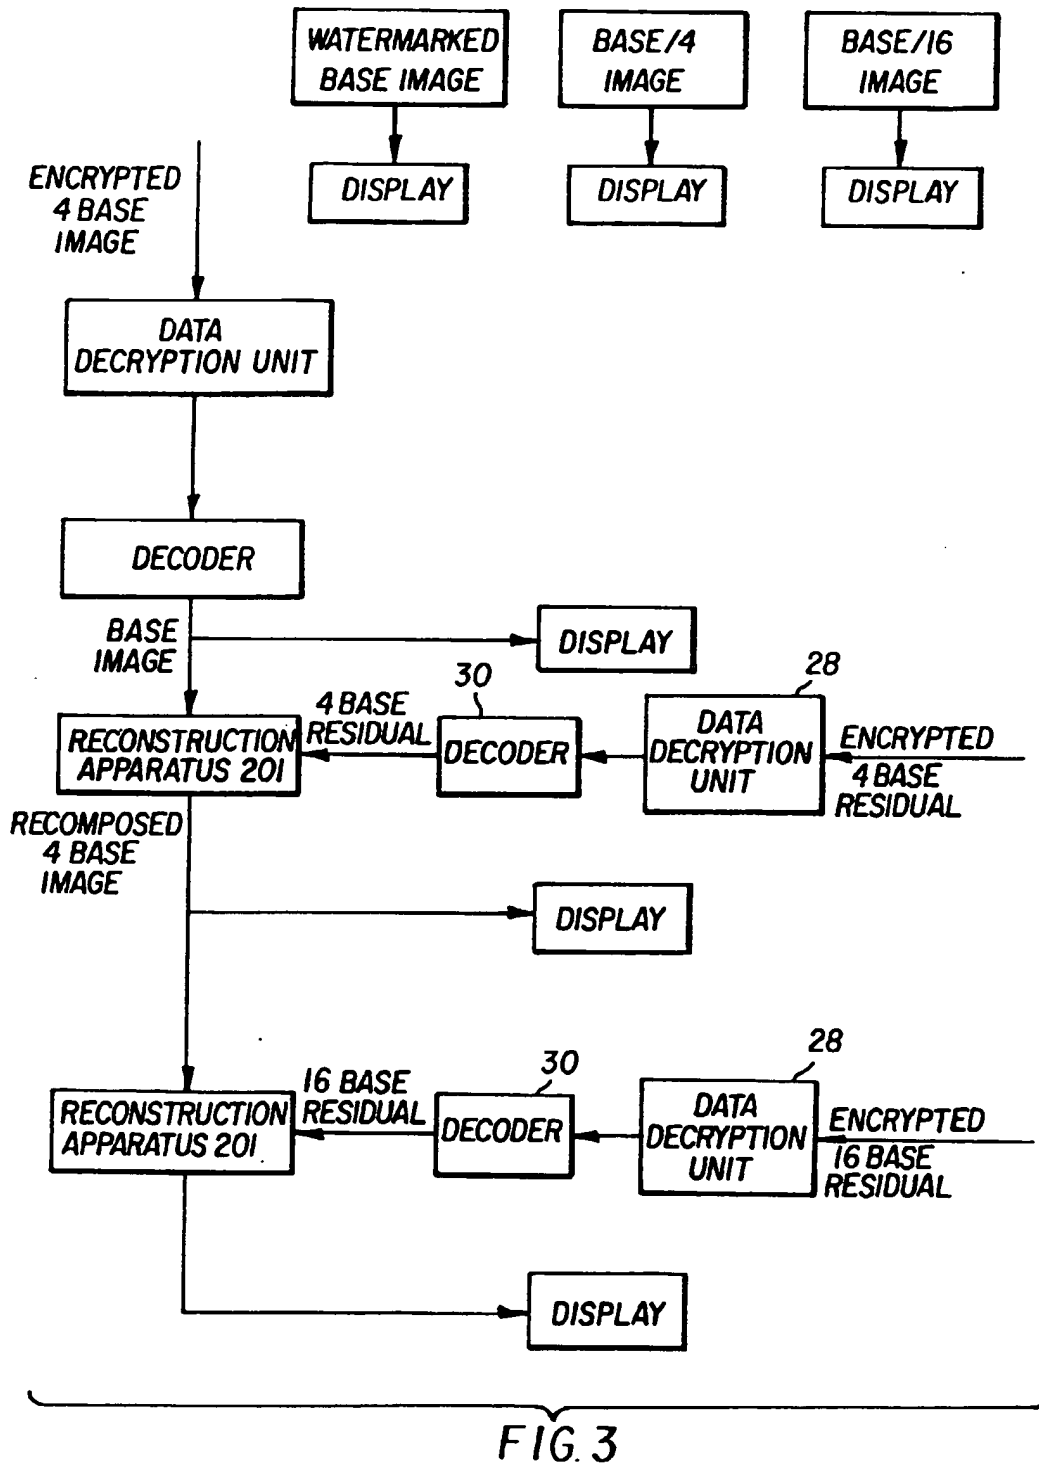 WATERMARKED
BASE IMAGE
BASE/4
IMAGE
BASE/16
IMAGE
DISPLAY
DISPLAY
DISPLAY
ENCRYPTED
4 BASE
IMAGE
DATA
DECRYPTION UNIT
DECODER
BASE
IMAGE
DISPLAY
RECONSTRUCTION
APPARATUS 201
4 BASE
RESIDUAL
30
DECODER
28
DATA
DECRYPTION
UNIT
ENCRYPTED
4 BASE
RESIDUAL
RECOMPOSED
4 BASE
IMAGE
DISPLAY
RECONSTRUCTION
APPARATUS 201
16 BASE
RESIDUAL
30
DECODER
28
DATA
DECRYPTION
UNIT
ENCRYPTED
16 BASE
RESIDUAL
DISPLAY
FIG. 3